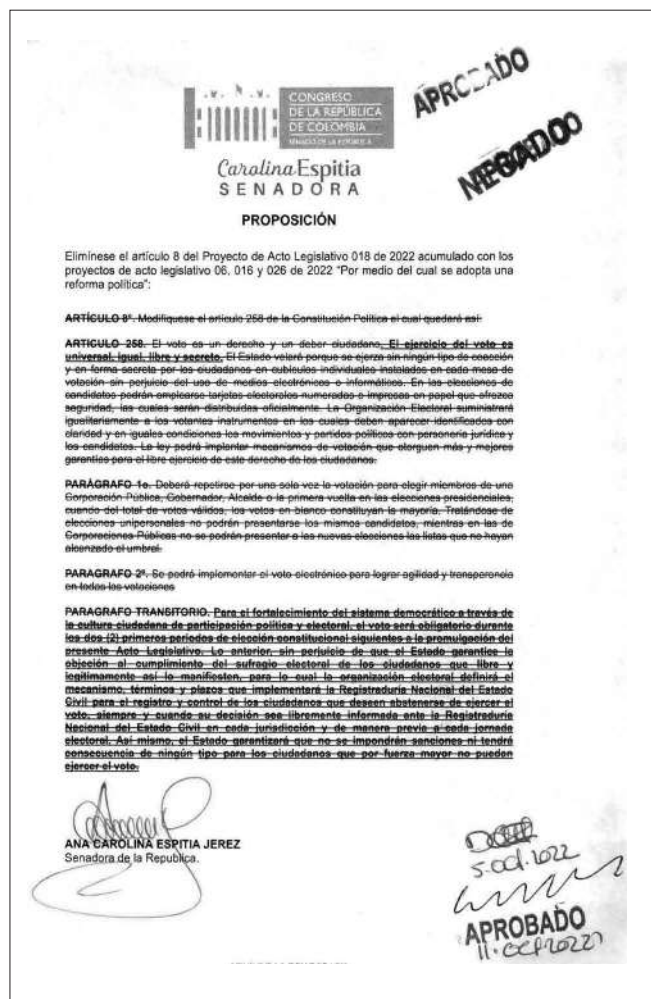 APROBADO
NEGADO
CONGRESO
DE LA REPÚBLICA
DE COLOMBIA
SENADO DE LA REPÚBLICA
Carolina Espitia
SENADORA
PROPOSICIÓN
Elimínese el artículo 8 del Proyecto de Acto Legislativo 018 de 2022 acumulado con los
proyectos de acto legislativo 06, 016 y 026 de 2022 "Por medio del cual se adopta una
reforma política":
ARTÍCULO 8º. Modifíquese el artículo 258 de la Constitución Política el cual quedará así:
ARTICULO 258. El voto es un derecho y un deber ciudadano. El ejercicio del voto es
universal, igual, libre y secreto. El Estado velará porque se ejerza sin ningún tipo de coacción
y en forma secreta por los ciudadanos en cubículos individuales instalados en cada mesa de
votación sin perjuicio del uso de medios electrónicos o informáticos. En las elecciones de
candidatos podrán emplearse tarjetas electorales numeradas e impresas en papel que ofrezca
seguridad, las cuales serán distribuidas oficialmente. La Organización Electoral suministrará
igualitariamente a los votantes instrumentos en los cuales deben aparecer identificados con
claridad y en iguales condiciones los movimientos y partidos políticos con personería jurídica y
los candidatos. La ley podrá implantar mecanismos de votación que otorguen más y mejores
garantías para el libre ejercicio de este derecho de los ciudadanos.
PARÁGRAFO 1o. Deberá repetirse por una sola vez la votación para elegir miembros de una
Corporación Pública, Gobernador, Alcalde o la primera vuelta en las elecciones presidenciales,
cuando del total de votos válidos, los votos en blanco constituyan la mayoría. Tratándose de
elecciones unipersonales no podrán presentarse los mismos candidatos, mientras en las de
Corporaciones Públicas no se podrán presentar a las nuevas elecciones las listas que no hayan
alcanzado el umbral.
PARAGRAFO 2º. Se podrá implementar el voto electrónico para lograr agilidad y transparencia
en todas las votaciones
PARAGRAFO TRANSITORIO. Para el fortalecimiento del sistema democrático a través de
la cultura ciudadana de participación política y electoral, el voto será obligatorio durante
los dos (2) primeros periodos de elección constitucional siguientes a la promulgación del
presente Acto Legislativo. Lo anterior, sin perjuicio de que el Estado garantice la
objeción al cumplimiento del sufragio electoral de los ciudadanos que libre y
legítimamente así lo manifiesten, para lo cual la organización electoral definirá el
mecanismo, términos y plazos que implementará la Registraduría Nacional del Estado
Civil para el registro y control de los ciudadanos que deseen abstenerse de ejercer el
voto, siempre y cuando su decisión sea libremente informada ante la Registraduría
Nacional del Estado Civil en cada jurisdicción y de manera previa a cada jornada
electoral. Así mismo, el Estado garantizará que no se impondrán sanciones ni tendrá
consecuencia de ningún tipo para los ciudadanos que por fuerza mayor no puedan
ejercer el voto.
ANA CAROLINA ESPITIA JEREZ
Senadora de la Republica.
5.Oct.2022
APROBADO
11.Oct2022